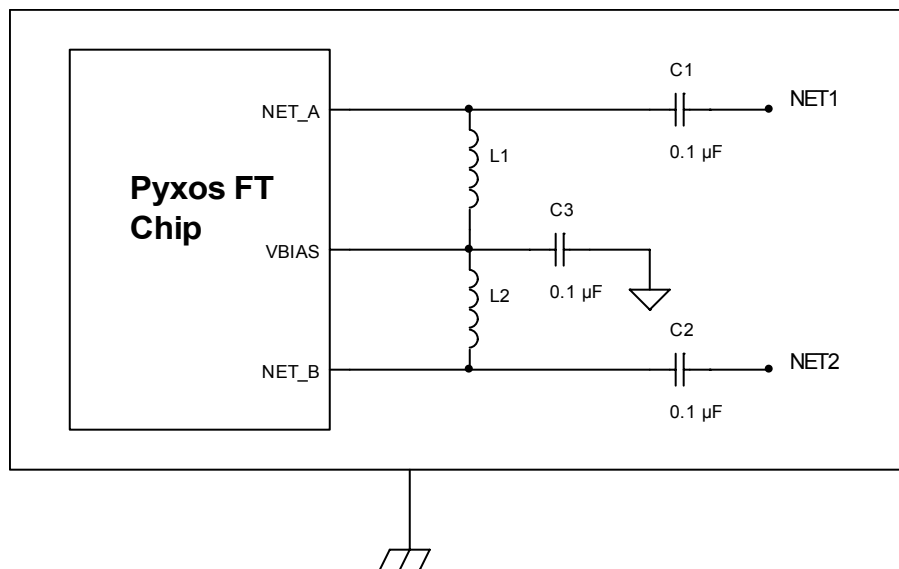 C1
NET_A
NET1
0.1 µF
L1
Pyxos FT
Chip
C3
VBIAS
L2
0.1 µF
C2
NET_B
NET2
0.1 µF